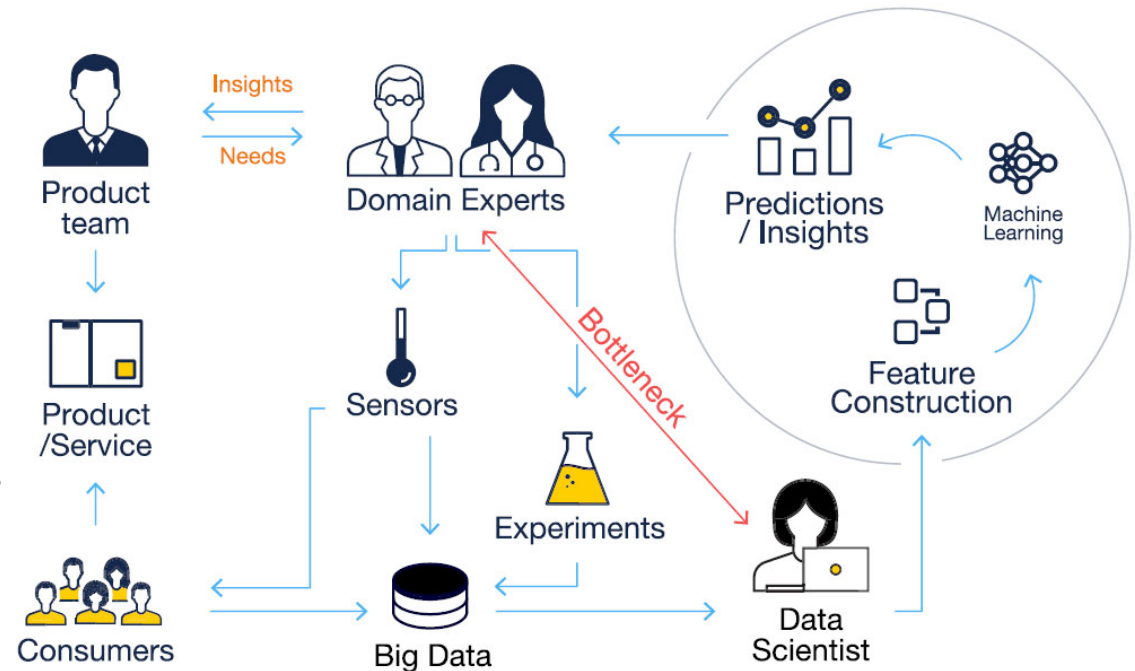 Insights
Needs
Product
team
Domain Experts
Predictions
/ Insights
Machine
Learning
Bottleneck
Feature
Construction
Product
/Service
Sensors
Experiments
Consumers
Big Data
Data
Scientist